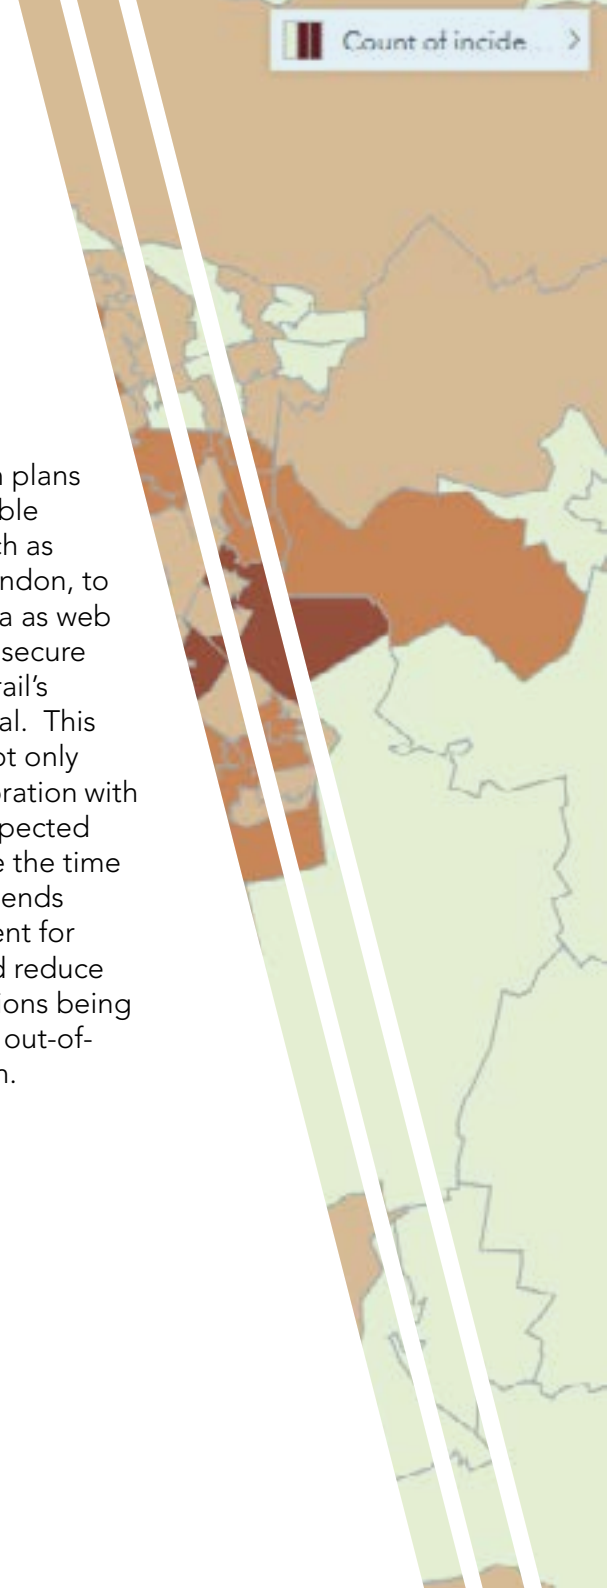 Count of incide...
plans
ble
ch as
ndon, to
a as web
secure
rail's
al. This
ot only
ration with
pected
e the time
ends
ent for
d reduce
ions being
out-of-
n.